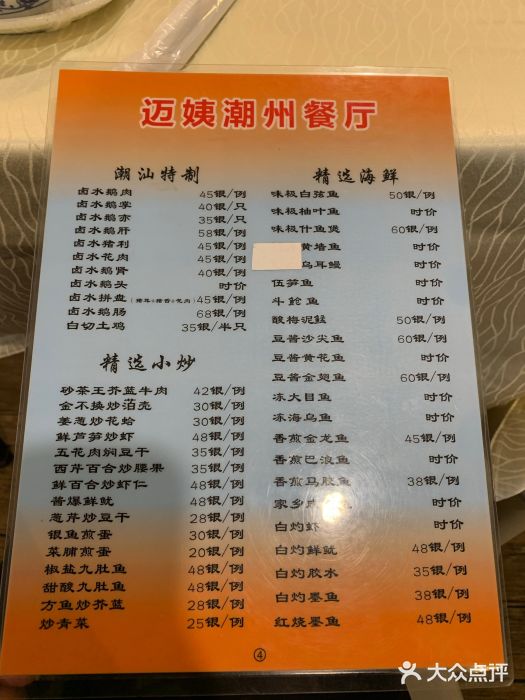 迈姨潮州餐厅
潮汕特制
卤水鹅肉 45银/例
卤水鹅掌 40银/只
卤水鹅亦 35银/只
卤水鹅肝 58银/例
卤水猪利 45银/例
卤水花肉 45银/例
卤水鹅肾 40银/例
卤水鹅头 时价
卤水拼盘(猪耳+猪舌+花肉) 45银/例
卤水鹅肠 68银/例
白切土鸡 35银/半只
精选小炒
砂茶王芥蓝牛肉 42银/例
金不换炒萡壳 30银/例
姜葱炒花蛤 30银/例
鲜芦笋炒虾 48银/例
五花肉焖豆干 35银/例
西芹百合炒腰果 35银/例
鲜百合炒虾仁 48银/例
酱爆鲜鱿 48银/例
葱芹炒豆干 28银/例
银鱼煎蛋 30银/例
菜脯煎蛋 20银/例
椒盐九肚鱼 48银/例
甜酸九肚鱼 48银/例
方鱼炒芥蓝 28银/例
炒青菜 25银/例
精选海鲜
味极白弦鱼 50银/例
味极柚叶鱼 时价
味极什鱼煲 60银/例
黄墙鱼 时价
乌耳鳗 时价
伍笋鱼 时价
斗鮀鱼 时价
酸梅泥鯭 50银/例
豆酱沙尖鱼 60银/例
豆酱黄花鱼 时价
豆酱金翅鱼 60银/例
冻大目鱼 时价
冻海乌鱼 时价
香煎金龙鱼 45银/例
香煎巴浪鱼 时价
香煎马胶鱼 38银/例
家乡 时价
白灼虾 时价
白灼鲜鱿 48银/例
白灼胶水 35银/例
白灼墨鱼 38银/例
红烧墨鱼 48银/例
④
大众点评